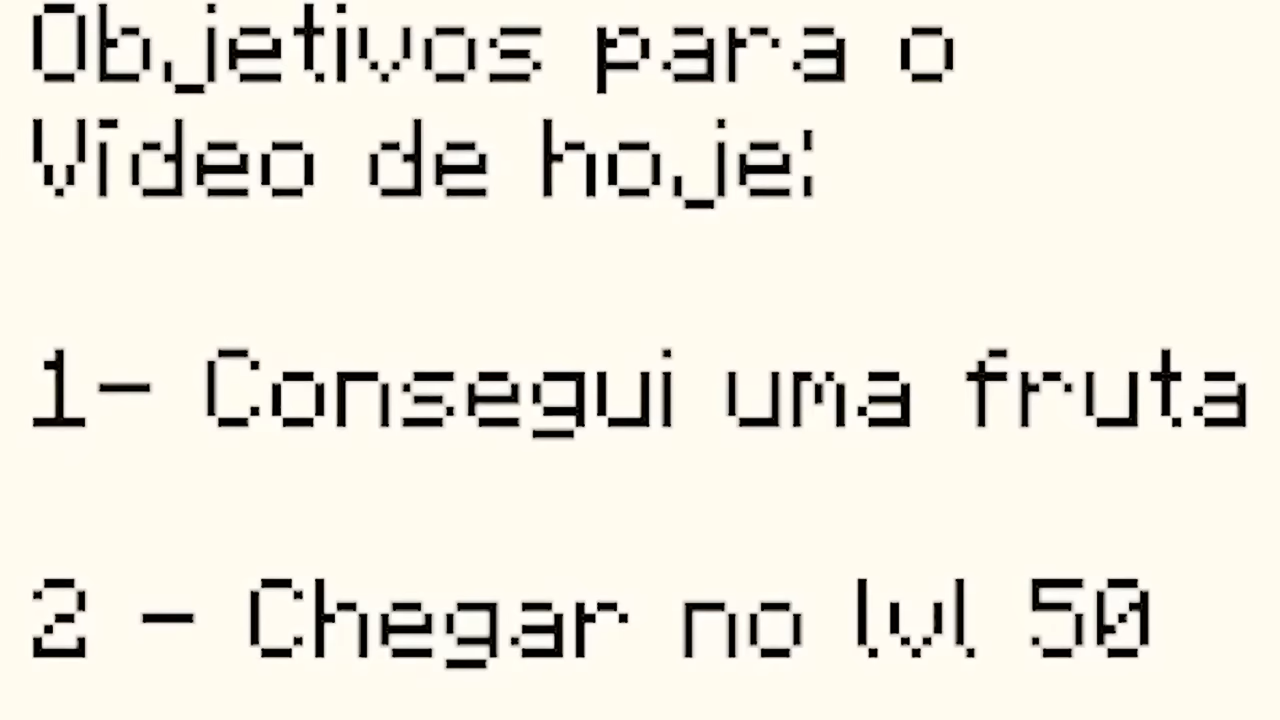 Objetivos para o
Vídeo de hoje:
1- Consegui uma fruta
2 - Chegar no lvl 50